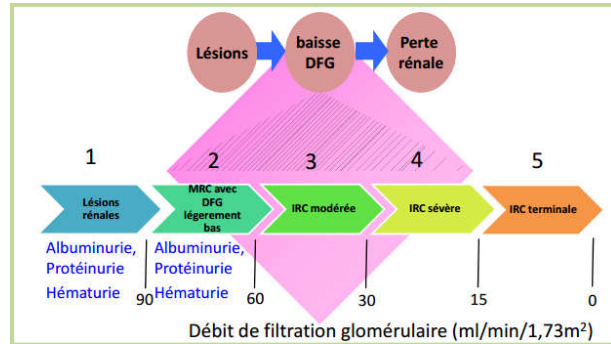 Lésions
baisse
DFG
Perte
rénale
1
2
3
4
5
Lésions
rénales
MRC avec
DFG
légerement
bas
IRC modérée
IRC sévère
IRC terminale
Albuminurie,
Protéinurie
Hématurie
Albuminurie,
Protéinurie
Hématurie
90
60
30
15
0
Débit de filtration glomérulaire (ml/min/1,73m²)